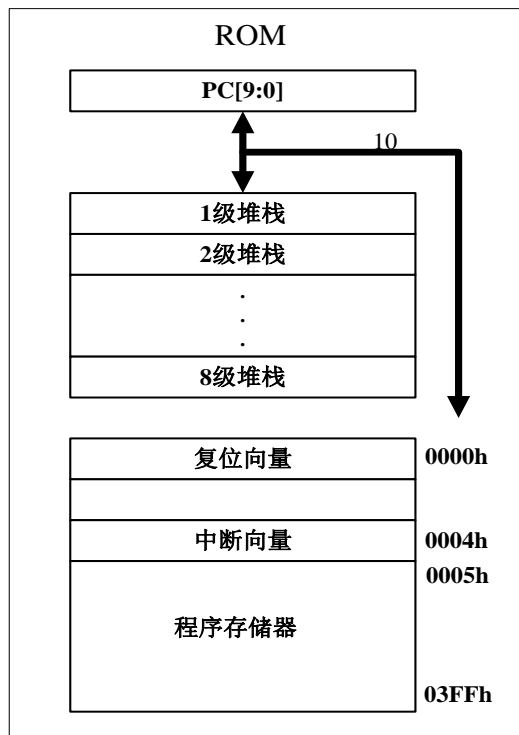 ROM
PC[9:0]
10
1级堆栈
2级堆栈
.
.
.
8级堆栈
复位向量
0000h
中断向量
0004h
0005h
程序存储器
03FFh